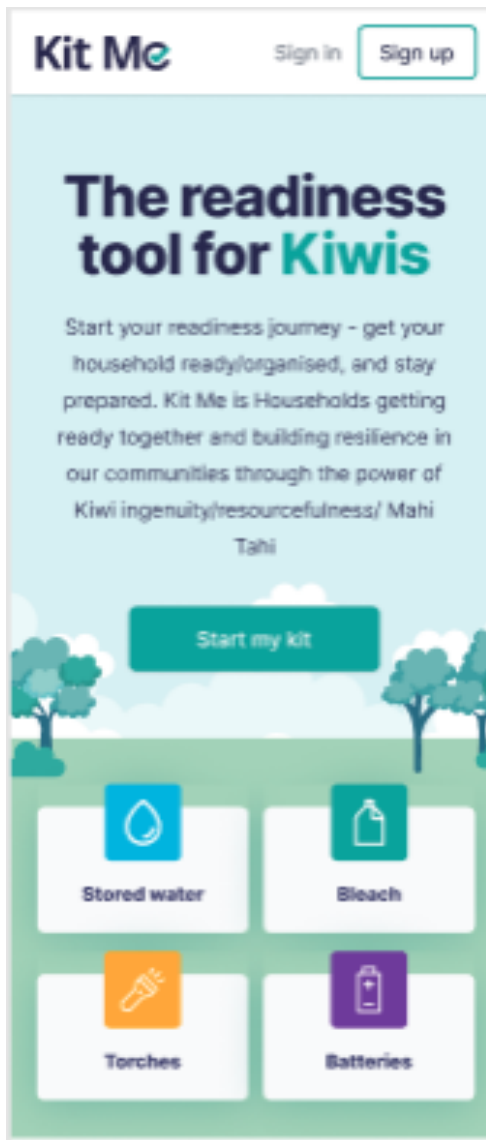 Kit Me
Sign in
Sign up
The readiness
tool for Kiwis
Start your readiness journey - get your
household ready/organised, and stay
prepared. Kit Me is Households getting
ready together and building resilience in
our communities through the power of
Kiwi ingenuity/resourcefulness/ Mahi
Tahi
Start my kit
Stored water
Bleach
Torches
Batteries